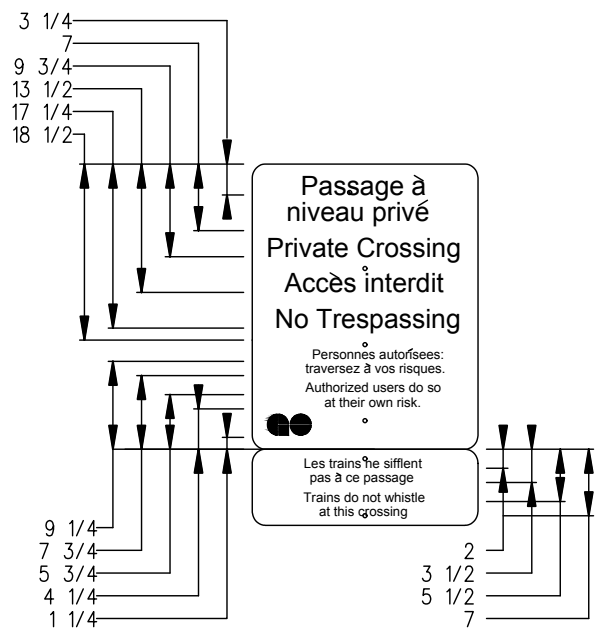 3 1/4
7
9 3/4
13 1/2
17 1/4
18 1/2
Passage à
niveau privé
Private Crossing
Accès interdit
No Trespassing
Personnes autorisees:
traversez à vos risques.
Authorized users do so
at their own risk.
Les trains ne sifflent
pas à ce passage
Trains do not whistle
at this crossing
9 1/4
7 3/4
5 3/4
4 1/4
1 1/4
2
3 1/2
5 1/2
7